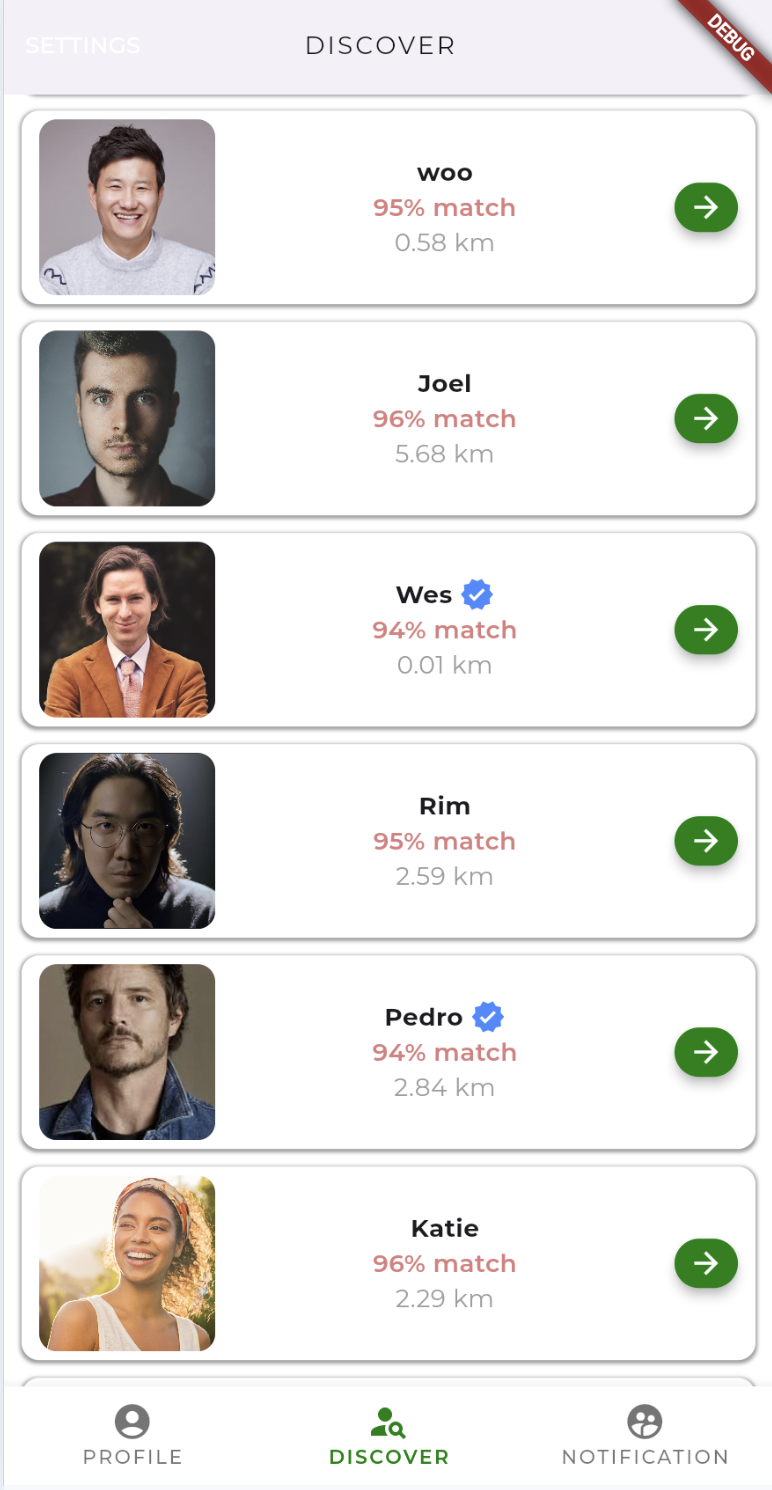 SETTINGS
DISCOVER
DEBUG
woo
95% match
0.58 km
Joel
96% match
5.68 km
Wes
94% match
0.01 km
Rim
95% match
2.59 km
Pedro
94% match
2.84 km
Katie
96% match
2.29 km
PROFILE
DISCOVER
NOTIFICATION